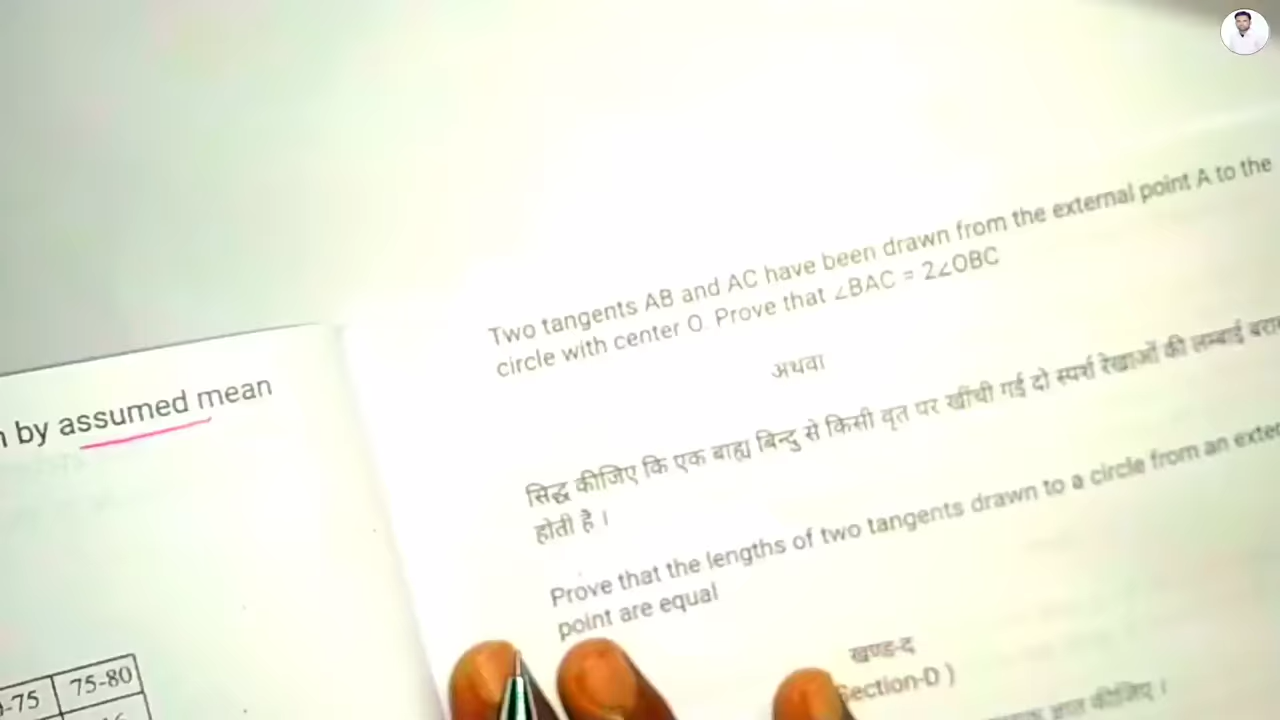 by assumed mean
75-80
-75
Two tangents AB and AC have been drawn from the external point A to the
circle with center O. Prove that ∠BAC = 2∠OBC
अथवा
सिद्ध कीजिए कि एक बाह्य बिन्दु से किसी वृत पर खींची गई दो स्पर्श रेखाओं की लम्बाई
होती है ।
Prove that the lengths of two tangents drawn to a circle from an
point are equal
खण्ड-द
Section-D )
ज्ञात कीजिए ।